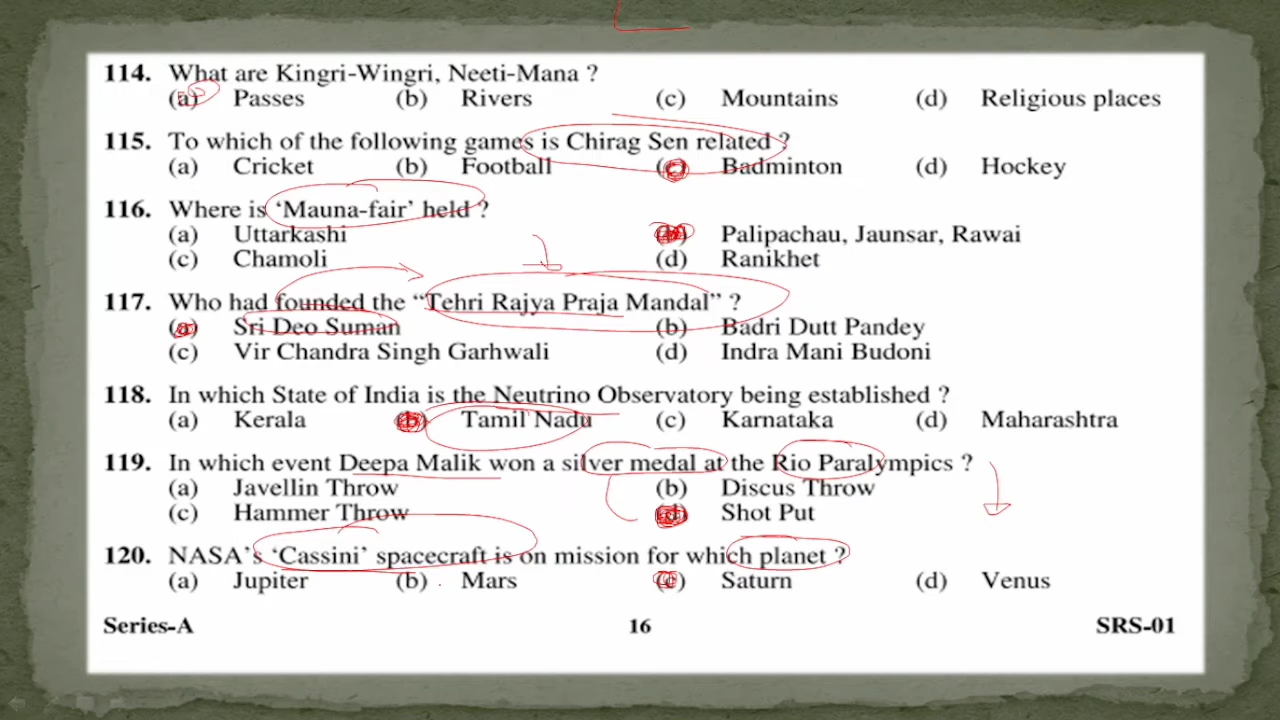 114. What are Kingri-Wingri, Neeti-Mana ?
(a) Passes (b) Rivers (c) Mountains (d) Religious places
115. To which of the following games is Chirag Sen related ?
(a) Cricket (b) Football (c) Badminton (d) Hockey
116. Where is ‘Mauna-fair’ held ?
(a) Uttarkashi (b) Palipachau, Jaunsar, Rawai
(c) Chamoli (d) Ranikhet
117. Who had founded the “Tehri Rajya Praja Mandal” ?
(a) Sri Deo Suman (b) Badri Dutt Pandey
(c) Vir Chandra Singh Garhwali (d) Indra Mani Budoni
118. In which State of India is the Neutrino Observatory being established ?
(a) Kerala (b) Tamil Nadu (c) Karnataka (d) Maharashtra
119. In which event Deepa Malik won a silver medal at the Rio Paralympics ?
(a) Javellin Throw (b) Discus Throw
(c) Hammer Throw (d) Shot Put
120. NASA’s ‘Cassini’ spacecraft is on mission for which planet ?
(a) Jupiter (b) Mars (c) Saturn (d) Venus
Series-A 16 SRS-01